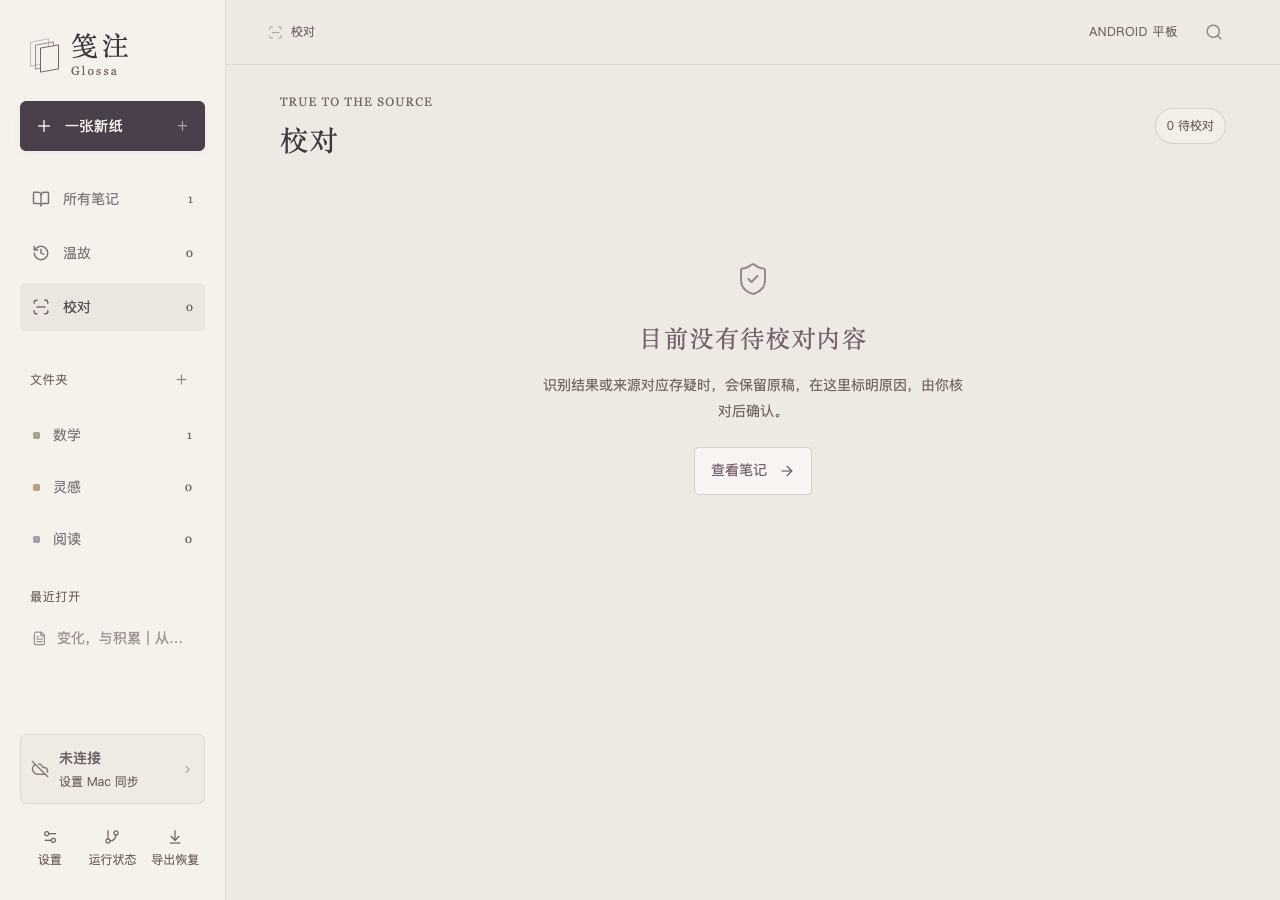 笺注
Glossa
一张新纸
所有笔记 1
温故 0
校对 0
文件夹
数学 1
灵感 0
阅读 0
最近打开
变化，与积累｜从...
未连接
设置 Mac 同步
设置
运行状态
导出恢复
校对
ANDROID 平板
TRUE TO THE SOURCE
校对
0 待校对
目前没有待校对内容
识别结果或来源对应存疑时，会保留原稿，在这里标明原因，由你核
对后确认。
查看笔记